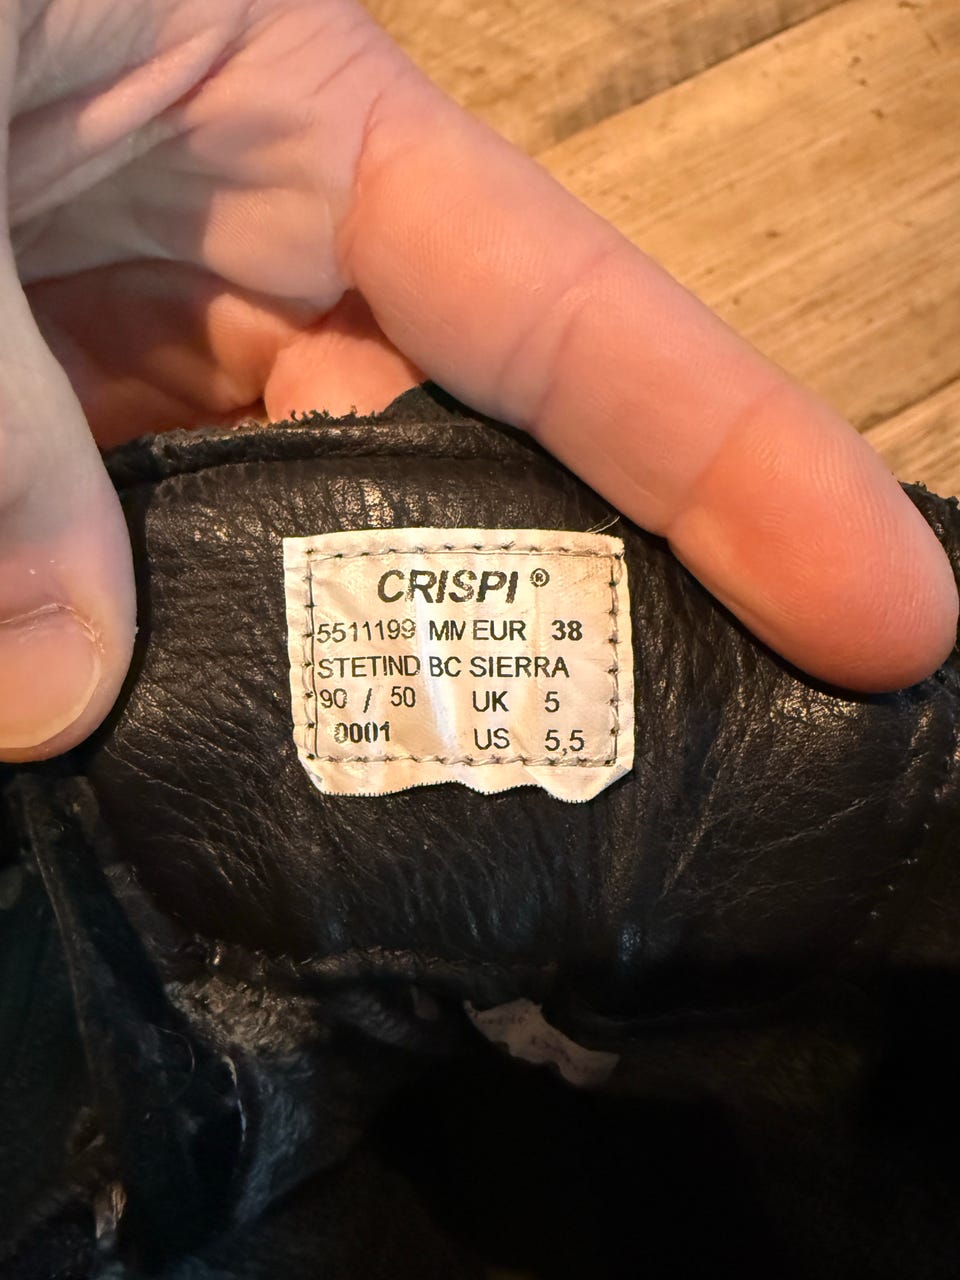 CRISPI®
5511199 MM EUR 38
STETIND BC SIERRA
90 / 50 UK 5
0001 US 5,5